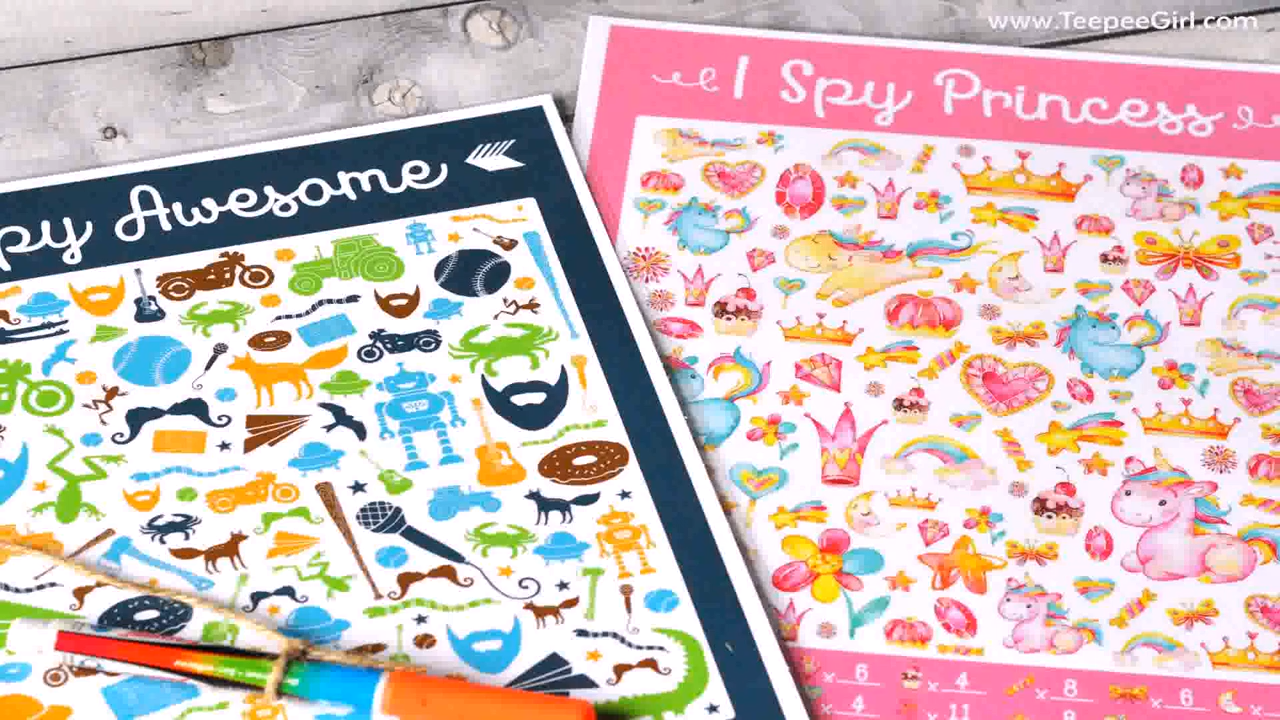 www.TeepeeGirl.com
I Spy Princess
py Awesome
x 6 x 4 x 8 x 6
x 4 x 11